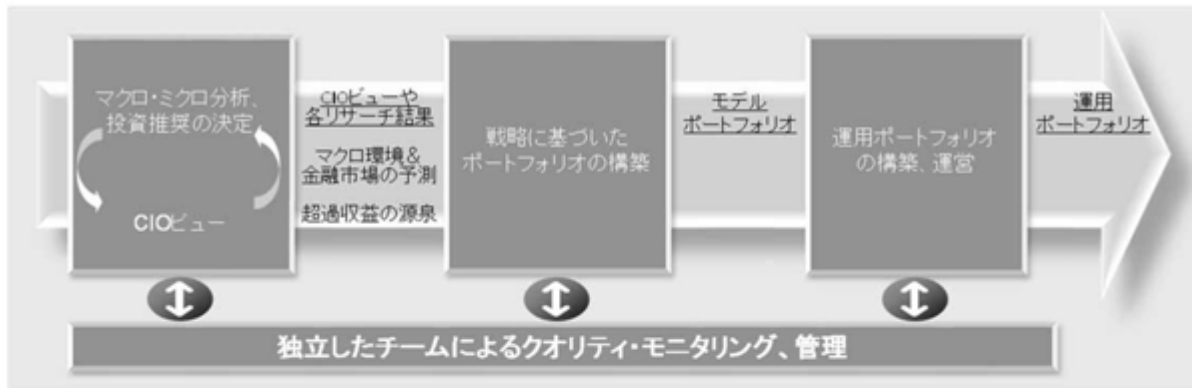 マクロ・ミクロ分析、
投資推奨の決定
CIOビュー
CIOビューや
各リサーチ結果
マクロ環境&
金融市場の予測
超過収益の源泉
戦略に基づいた
ポートフォリオの構築
モデル
ポートフォリオ
運用ポートフォリオ
の構築、運営
運用
ポートフォリオ
独立したチームによるクオリティ・モニタリング、管理